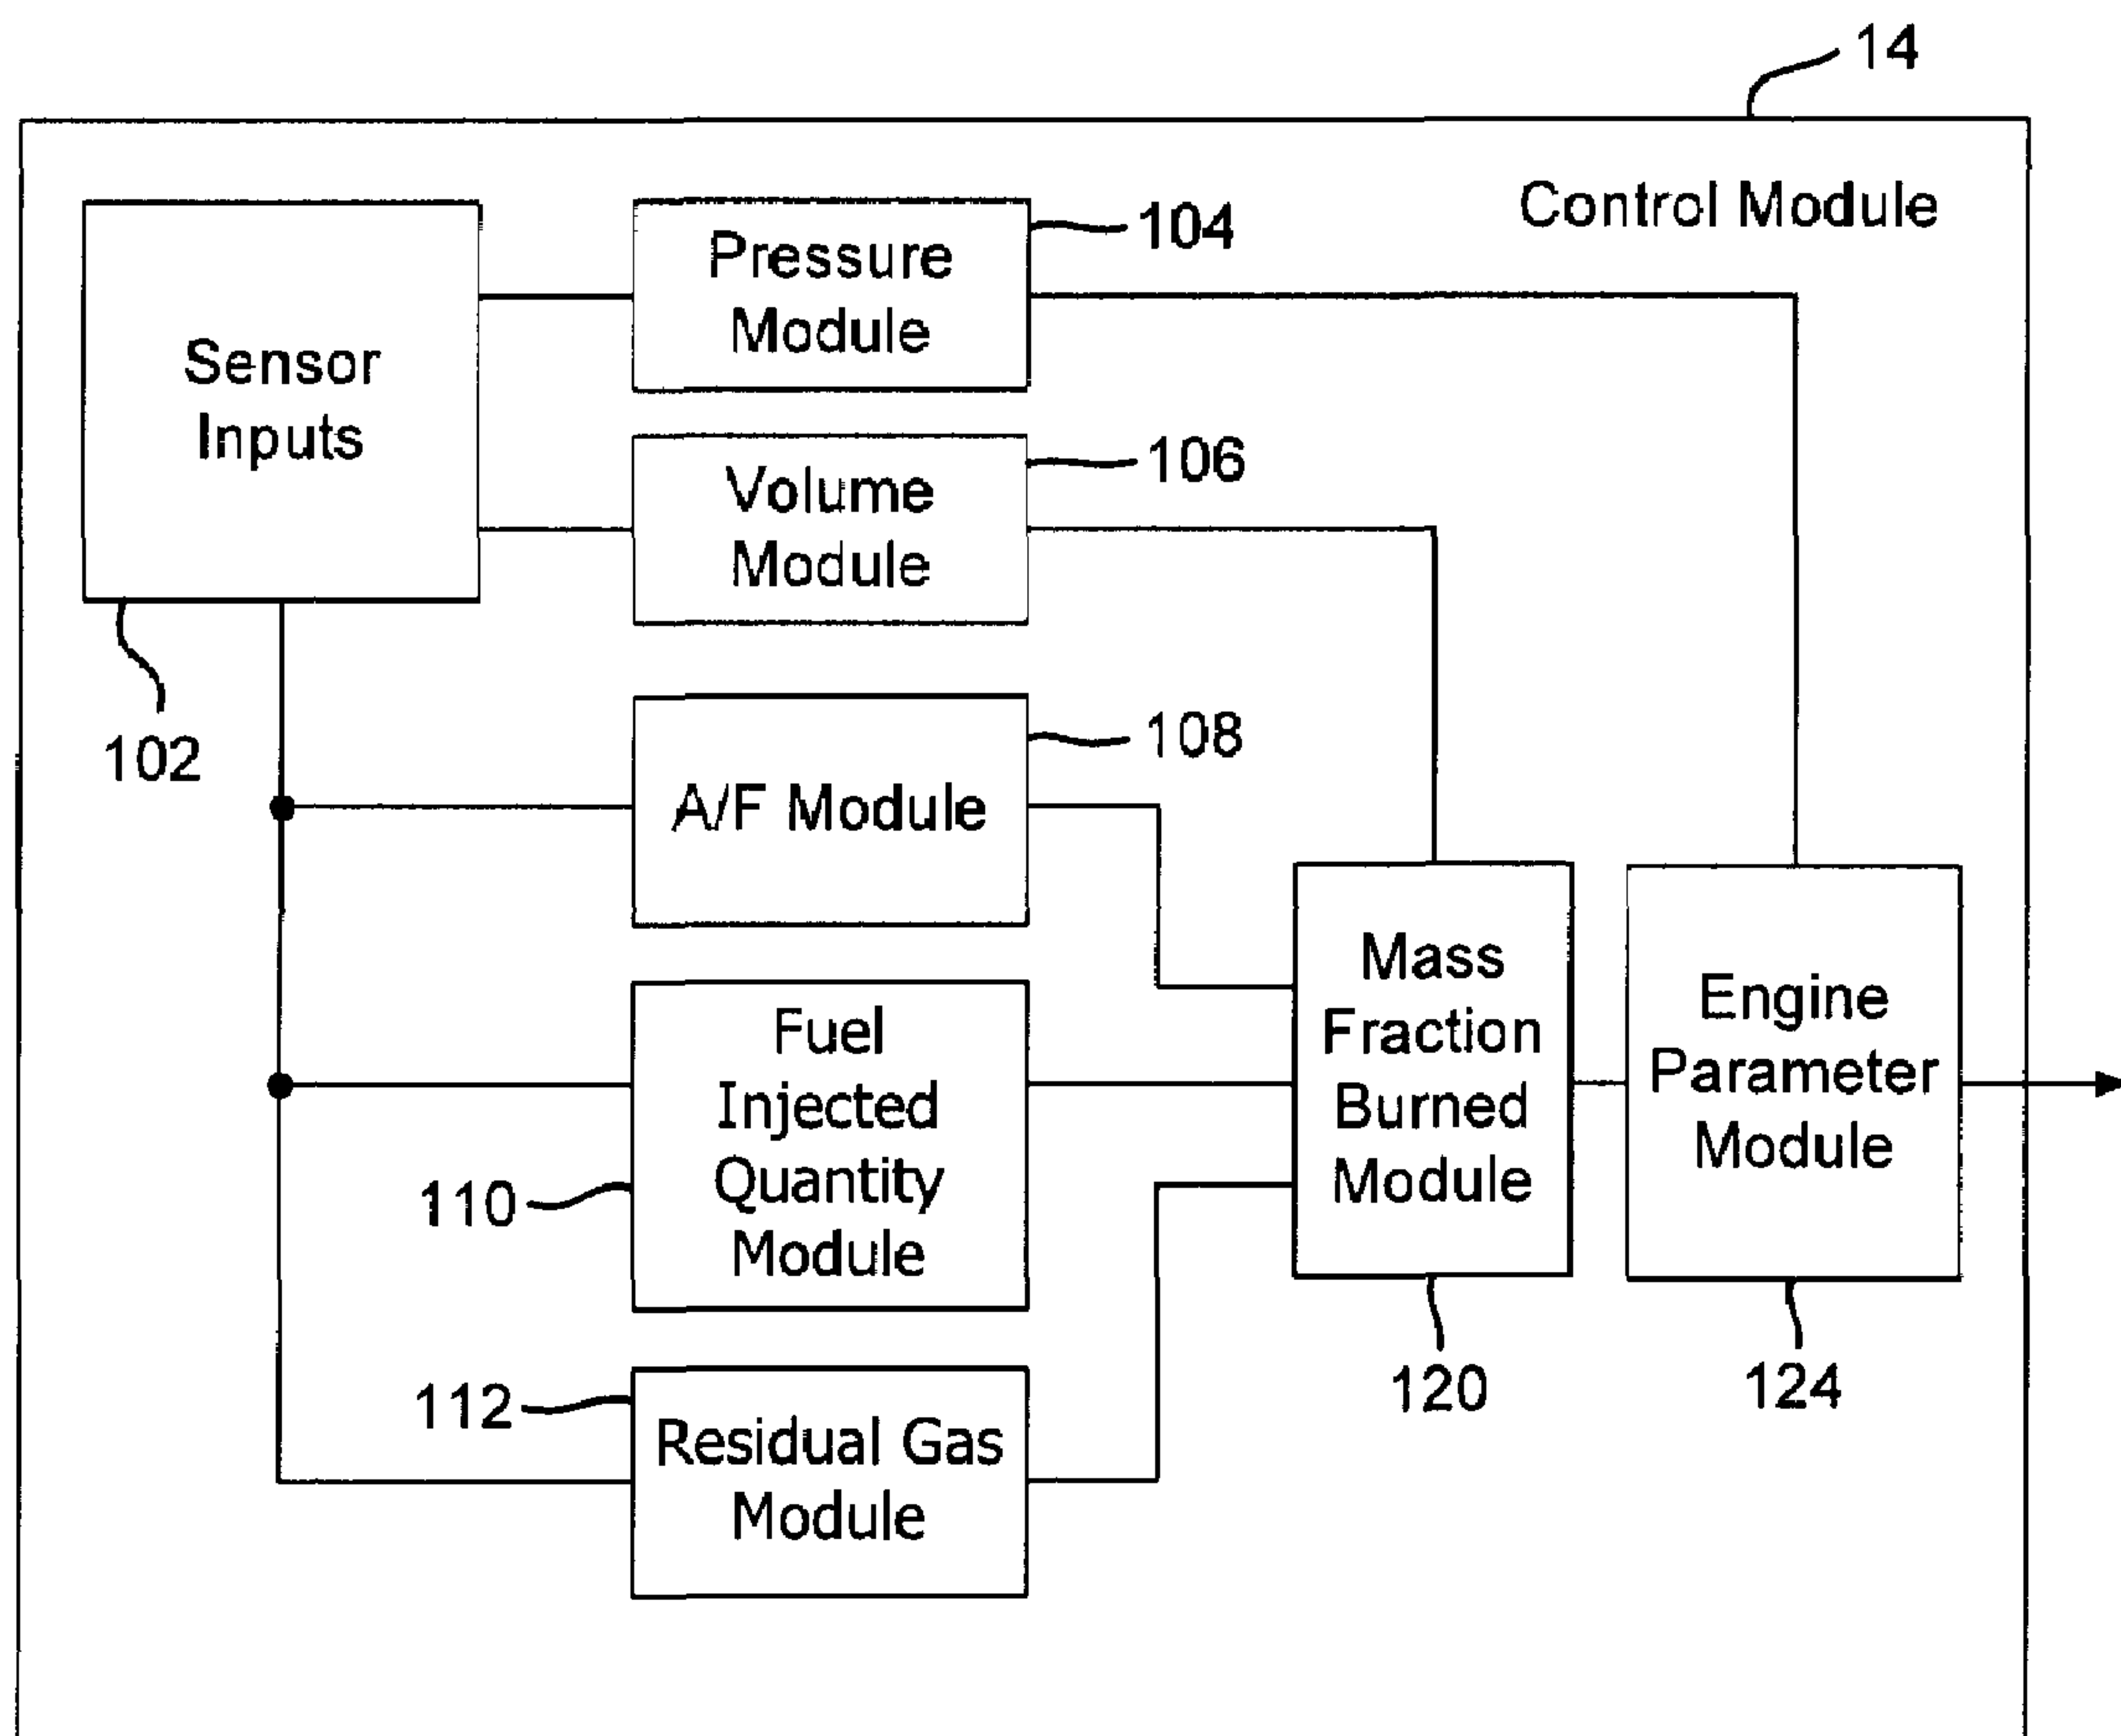 14
Control Module
Sensor
Inputs
102
Pressure
Module
104
Volume
Module
106
A/F Module
108
Fuel
Injected
Quantity
Module
110
Residual Gas
Module
112
Mass
Fraction
Burned
Module
120
Engine
Parameter
Module
124